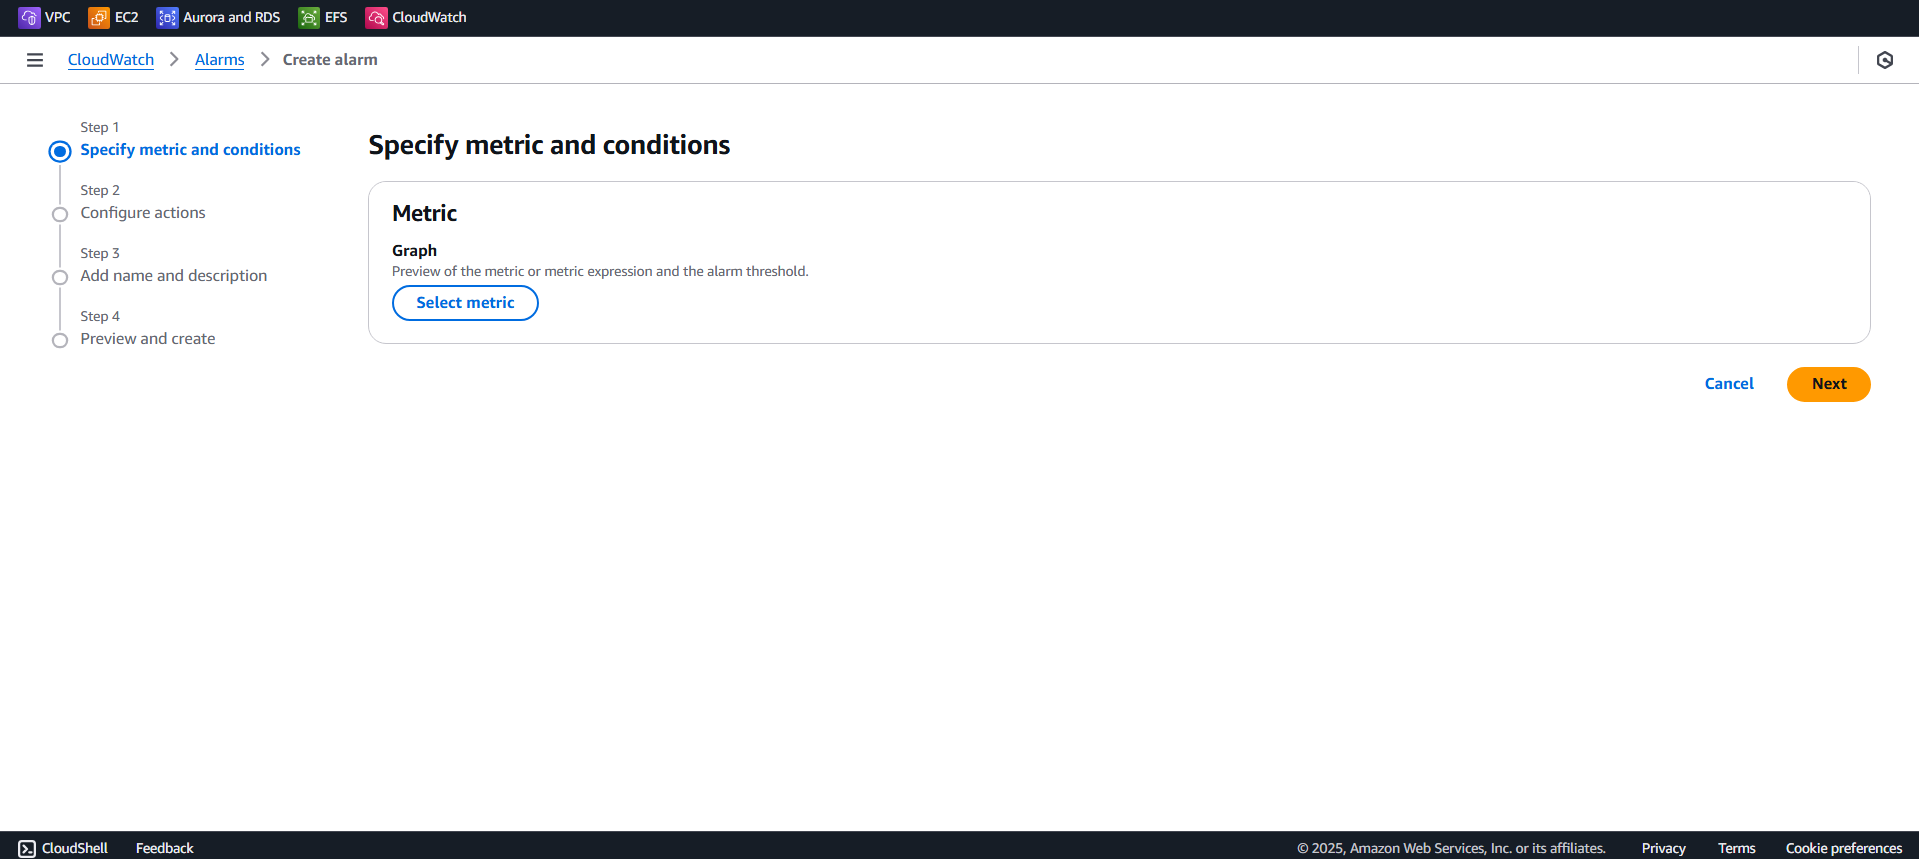 VPC EC2 Aurora and RDS EFS CloudWatch
CloudWatch Alarms Create alarm
Step 1
Specify metric and conditions
Step 2
Configure actions
Step 3
Add name and description
Step 4
Preview and create
Specify metric and conditions
Metric
Graph
Preview of the metric or metric expression and the alarm threshold.
Select metric
Cancel Next
CloudShell Feedback © 2025, Amazon Web Services, Inc. or its affiliates. Privacy Terms Cookie preferences